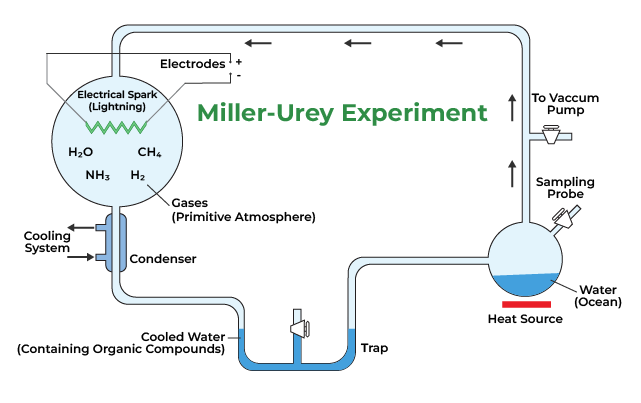 Electrodes
+
-
Electrical Spark
(Lightning)
Miller-Urey Experiment
To Vaccum
Pump
H₂O
CH₄
NH₃
H₂
Sampling
Probe
Gases
(Primitive Atmosphere)
Cooling
System
Condenser
Water
(Ocean)
Heat Source
Cooled Water
(Containing Organic Compounds)
Trap